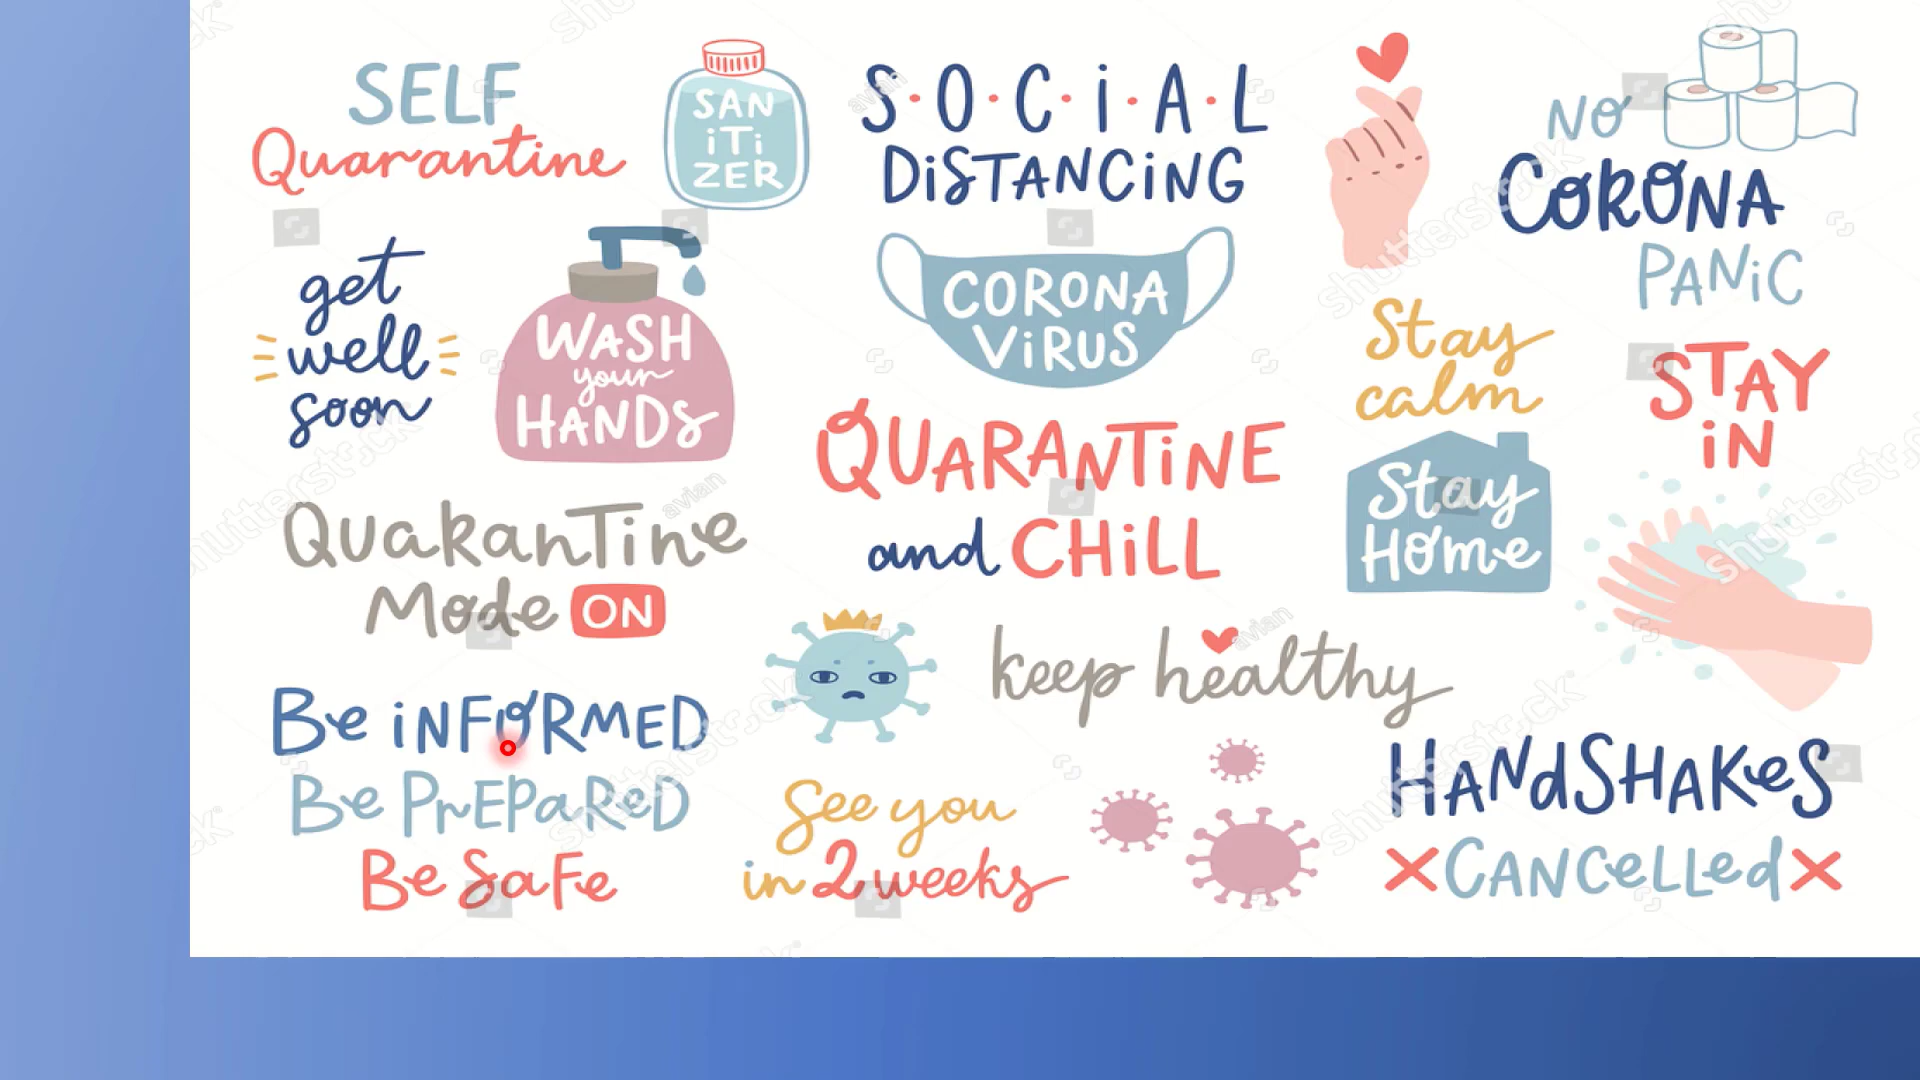 SELF
Quarantine
SAN
iTi
ZER
S·O·C·i·A·L
DiSTANCiNG
NO
CORONA
PANiC
get
well
soon
WASH
your
HANDS
CORONA
ViRUS
Stay
calm
STAY
iN
QUARANTiNE
and CHiLL
Stay
Home
QuaranTine
Mode ON
keep healthy
Be iNFORMED
Be PrEPaReD
Be SaFe
See you
in 2 weeks
HANdSHAKeS
CANCeLLed
shutterstock
avian